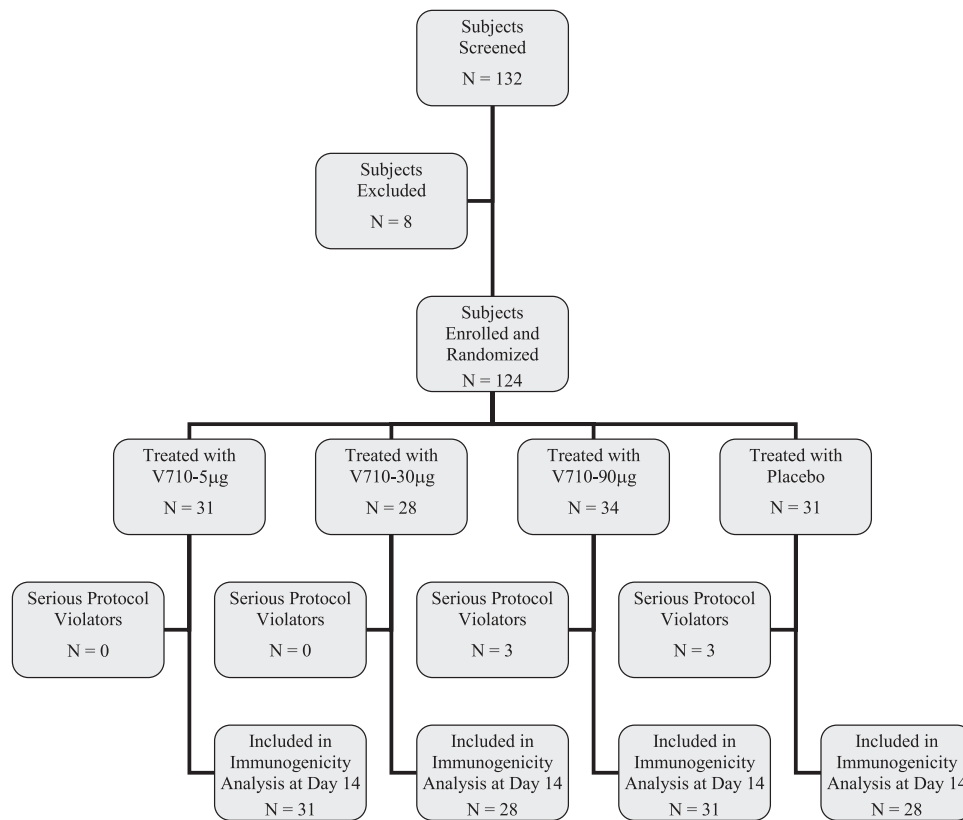 Subjects
Screened
N = 132
Subjects
Excluded
N = 8
Subjects
Enrolled and
Randomized
N = 124
Treated with
V710-5µg
N = 31
Treated with
V710-30µg
N = 28
Treated with
V710-90µg
N = 34
Treated with
Placebo
N = 31
Serious Protocol
Violators
N = 0
Serious Protocol
Violators
N = 0
Serious Protocol
Violators
N = 3
Serious Protocol
Violators
N = 3
Included in
Immunogenicity
Analysis at Day 14
N = 31
Included in
Immunogenicity
Analysis at Day 14
N = 28
Included in
Immunogenicity
Analysis at Day 14
N = 31
Included in
Immunogenicity
Analysis at Day 14
N = 28